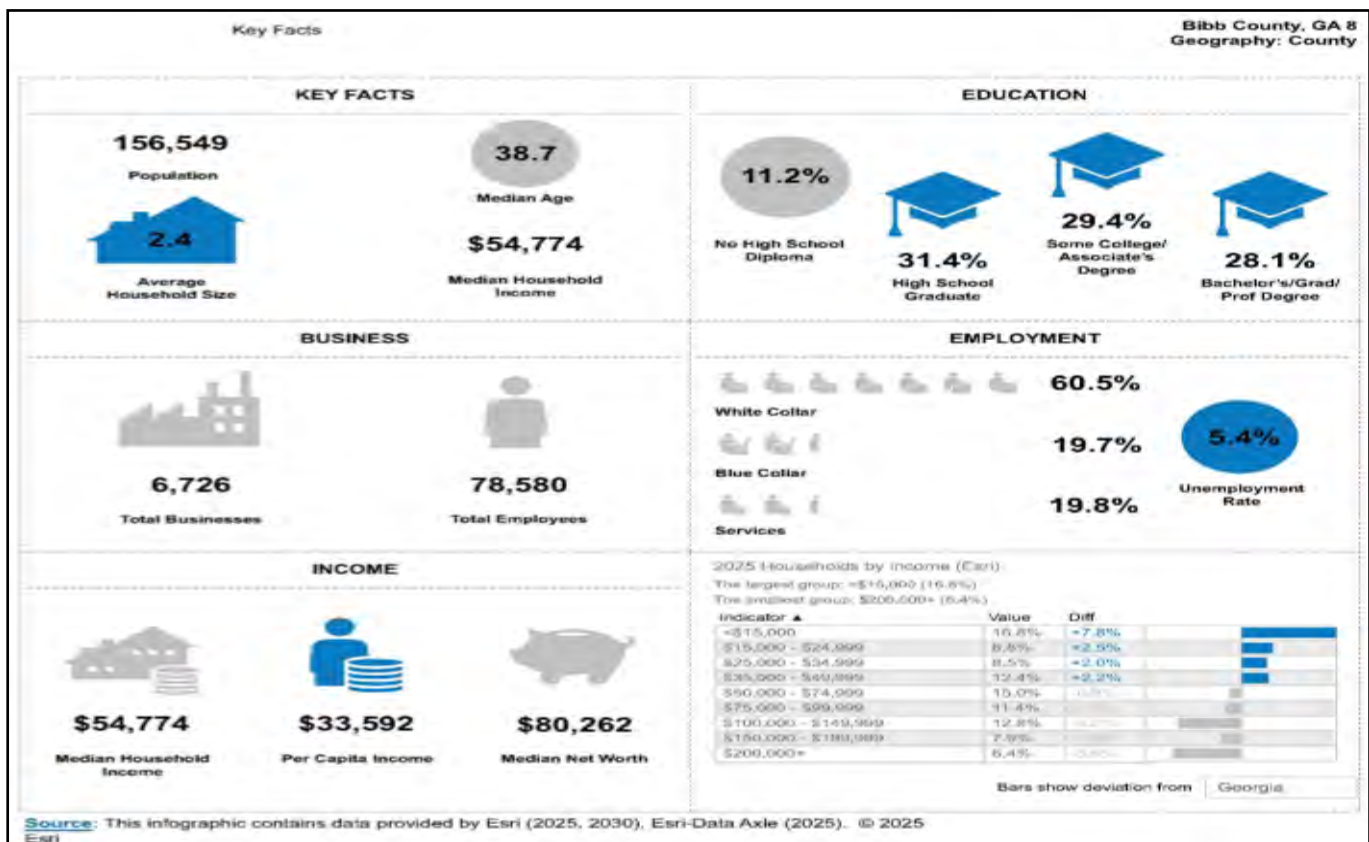 Key Facts
Bibb County, GA 8
Geography: County
KEY FACTS
156,549
Population
2.4
Average
Household Size
38.7
Median Age
$54,774
Median Household
Income
EDUCATION
11.2%
No High School
Diploma
31.4%
High School
Graduate
29.4%
Some College/
Associate's
Degree
28.1%
Bachelor's/Grad/
Prof Degree
BUSINESS
6,726
Total Businesses
78,580
Total Employees
EMPLOYMENT
60.5%
White Collar
19.7%
Blue Collar
19.8%
Services
5.4%
Unemployment
Rate
INCOME
$54,774
Median Household
Income
$33,592
Per Capita Income
$80,262
Median Net Worth
2025 Households by income (Esri)
The largest group: <$15,000 (16.8%)
The smallest group: $200,000+ (6.4%)
Indicator ▲ Value Diff
<$15,000 16.8% +7.8%
$15,000 - $24,999 +2.5%
$25,000 - $34,999 8.5% +2.0%
$35,000 - $49,999 12.4% +2.2%
$50,000 - $74,999 15.0%
$75,000 - $99,999 11.4%
$100,000 - $149,999 12.8%
$150,000 - $199,999
$200,000+ 6.4%
Bars show deviation from Georgia
Source: This infographic contains data provided by Esri (2025, 2030), Esri-Data Axle (2025). © 2025
Esri